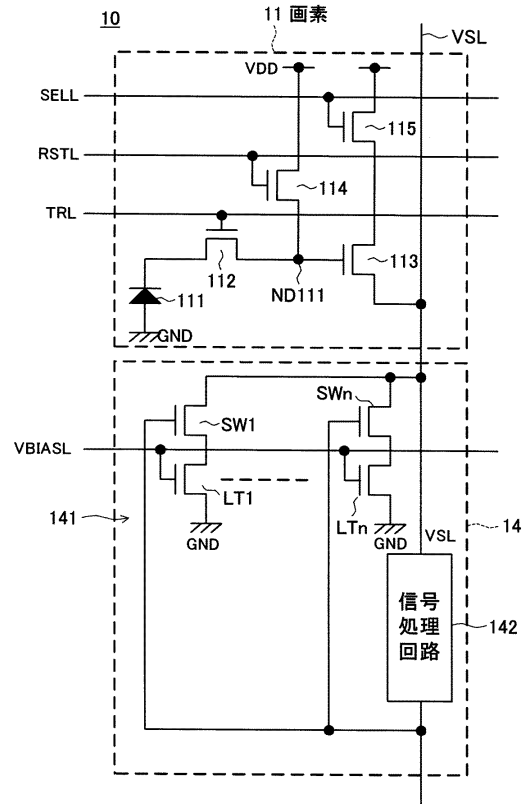 10
11 画素
VSL
VDD
SELL
115
RSTL
114
TRL
113
112
ND111
111
GND
SWn
SW1
VBIASL
LT1
LTn
141
14
GND
GND
VSL
信号
処理
回路
142